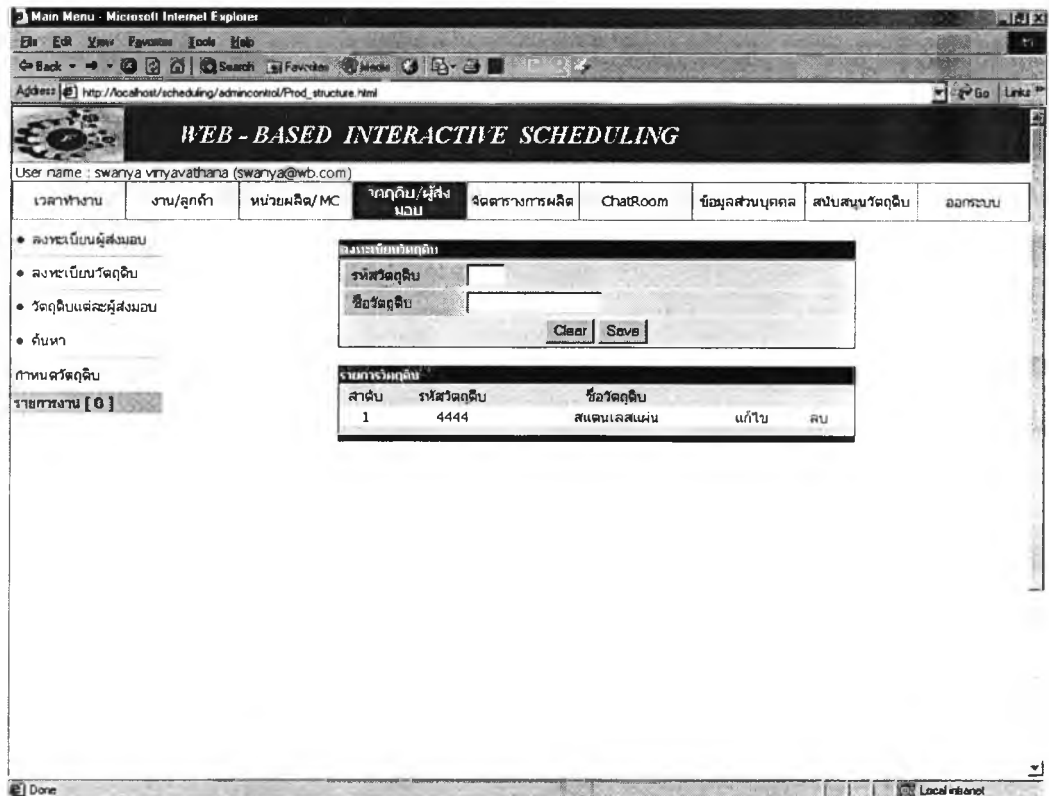 Main Menu - Microsoft Internet Explorer
File Edit View Favorites Tools Help
Back Search Favorites Media
Address http://localhost/scheduling/admincontrol/Prod_structure.html Go Links
WEB - BASED INTERACTIVE SCHEDULING
User name : swanya vriyavathana (swanya@wb.com)
เวลาทำงาน งาน/ลูกค้า หน่วยผลิต/ MC วัตถุดิบ/ผู้ส่งมอบ จัดตารางการผลิต ChatRoom ข้อมูลส่วนบุคคล สนับสนุนวัตถุดิบ ออกระบบ
• ลงทะเบียนผู้ส่งมอบ
• ลงทะเบียนวัตถุดิบ
• วัตถุดิบแต่ละผู้ส่งมอบ
• ค้นหา
กำหนดวัตถุดิบ
รายการงาน [ 0 ]
ลงทะเบียนวัตถุดิบ
รหัสวัตถุดิบ
ชื่อวัตถุดิบ
Clear Save
รายการวัตถุดิบ
ลำดับ รหัสวัตถุดิบ ชื่อวัตถุดิบ
1 4444 สแตนเลสแผ่น แก้ไข ลบ
Done Local intranet